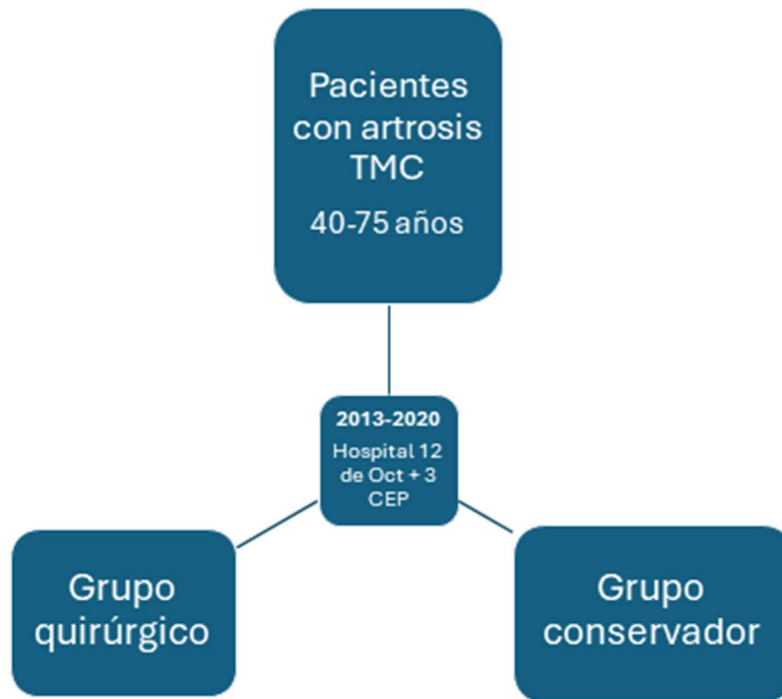 Pacientes
con artrosis
TMC
40-75 años
2013-2020
Hospital 12
de Oct + 3
CEP
Grupo
quirúrgico
Grupo
conservador